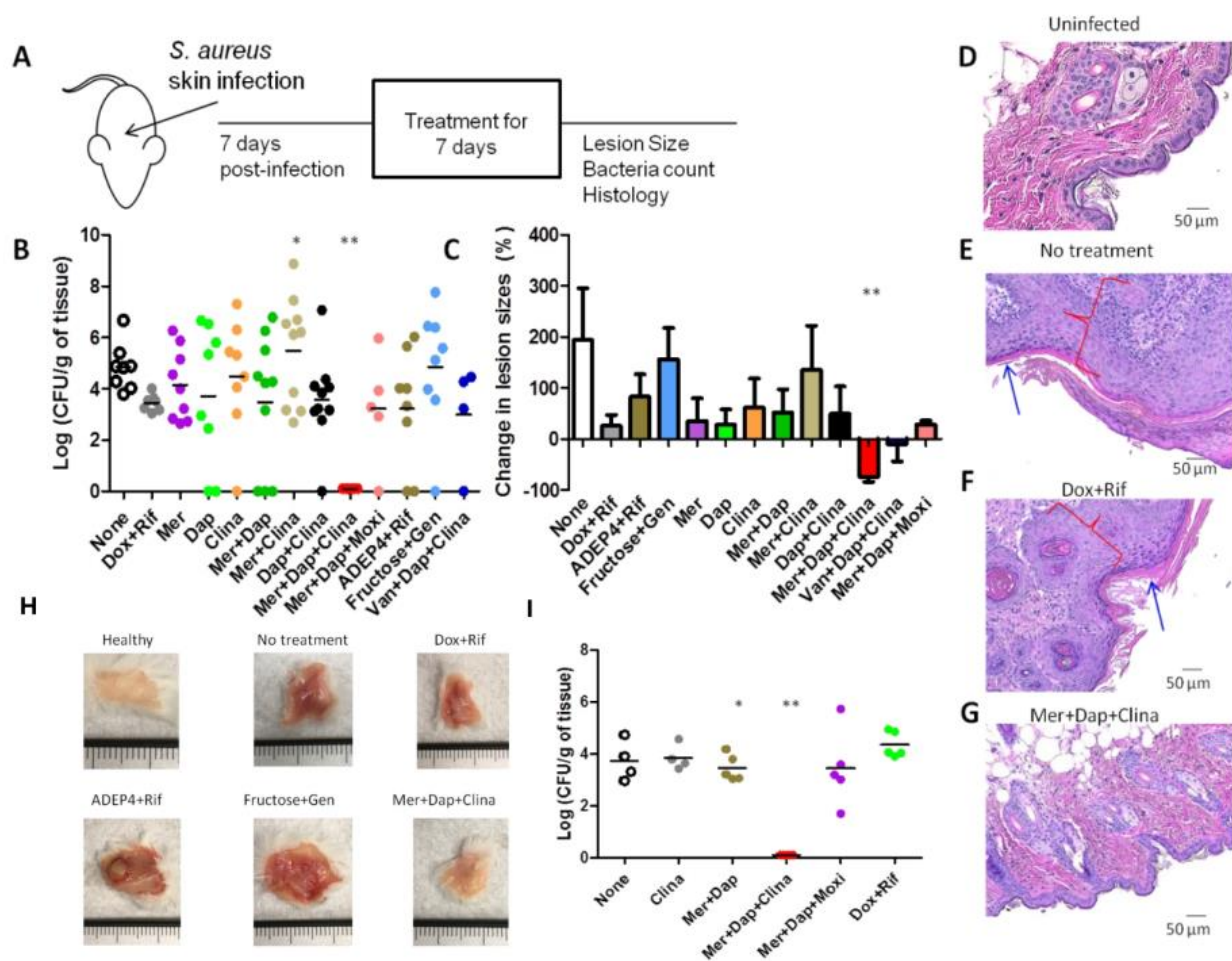 A
S. aureus
skin infection
7 days
post-infection
Treatment for
7 days
Lesion Size
Bacteria count
Histology
B
Log (CFU/g of tissue)
10
8
6
4
2
0
*
**
None
Dox+Rif
Mer
Dap
Clina
Mer+Dap
Mer+Clina
Dap+Clina
Mer+Dap+Clina
Mer+Dap+Moxi
ADEP4+Rif
Fructose+Gen
Van+Dap+Clina
C
Change in lesion sizes (%)
400
300
200
100
0
-100
**
None
Dox+Rif
ADEP4+Rif
Fructose+Gen
Mer
Dap
Clina
Mer+Dap
Mer+Clina
Dap+Clina
Mer+Dap+Clina
Van+Dap+Clina
Mer+Dap+Moxi
D
Uninfected
50 μm
E
No treatment
50 μm
F
Dox+Rif
50 μm
G
Mer+Dap+Clina
50 μm
H
Healthy
No treatment
Dox+Rif
ADEP4+Rif
Fructose+Gen
Mer+Dap+Clina
I
Log (CFU/g of tissue)
8
6
4
2
0
*
**
None
Clina
Mer+Dap
Mer+Dap+Clina
Mer+Dap+Moxi
Dox+Rif